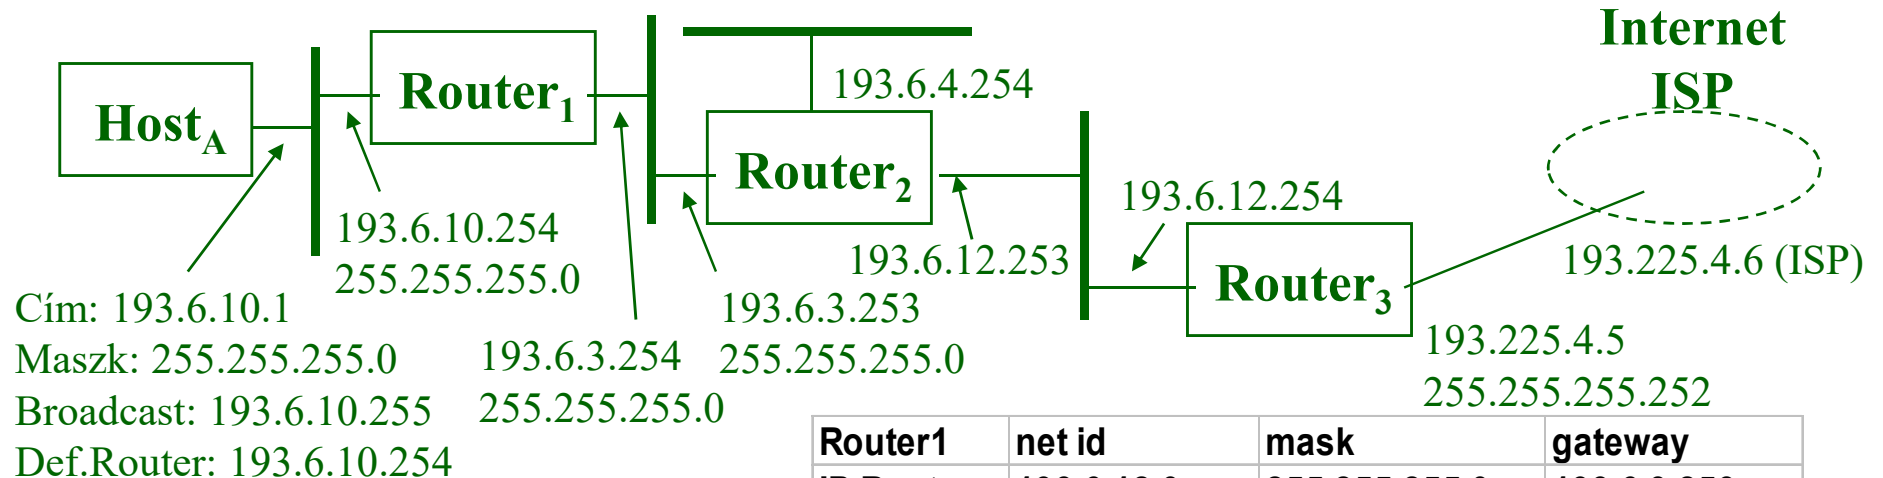 Internet
ISP
Host_A
Router_1
193.6.4.254
Router_2
193.6.12.254
193.6.10.254
255.255.255.0
193.6.12.253
193.225.4.6 (ISP)
Router_3
Cím: 193.6.10.1
Maszk: 255.255.255.0
Broadcast: 193.6.10.255
Def.Router: 193.6.10.254
193.6.3.254
255.255.255.0
193.6.3.253
255.255.255.0
193.225.4.5
255.255.255.252
Router1 net id mask gateway